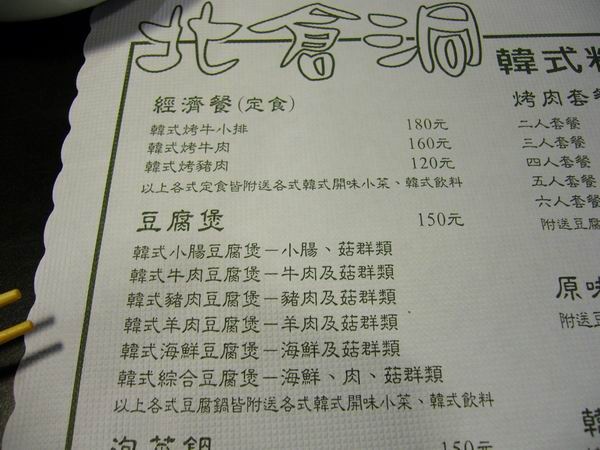 北倉洞
韓式料
經濟餐(定食)
韓式烤牛小排 180元
韓式烤牛肉 160元
韓式烤豬肉 120元
以上各式定食皆附送各式韓式開味小菜、韓式飲料
豆腐煲 150元
韓式小腸豆腐煲－小腸、菇群類
韓式牛肉豆腐煲－牛肉及菇群類
韓式豬肉豆腐煲－豬肉及菇群類
韓式羊肉豆腐煲－羊肉及菇群類
韓式海鮮豆腐煲－海鮮及菇群類
韓式綜合豆腐煲－海鮮、肉、菇群類
以上各式豆腐鍋皆附送各式韓式開味小菜、韓式飲料
泡菜鍋 150元
烤肉套餐
二人套餐
三人套餐
四人套餐
五人套餐
六人套餐
附送豆腐
原味
附送豆
韓